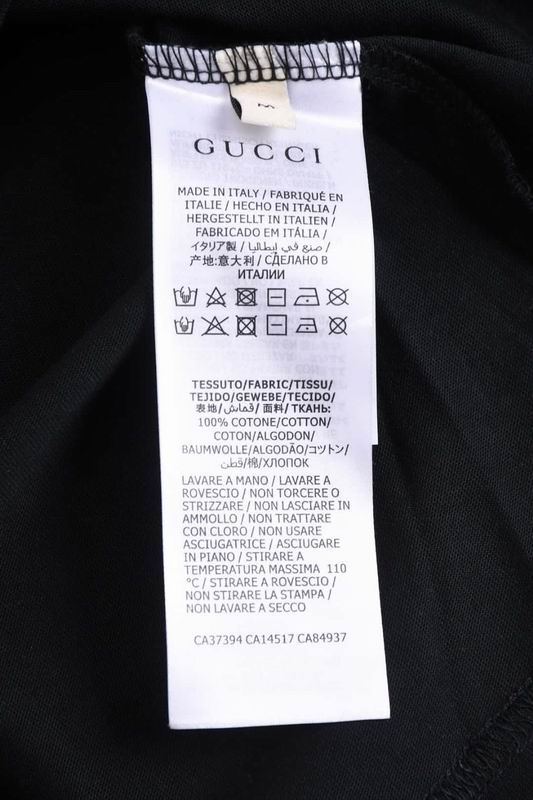 M
GUCCI
MADE IN ITALY / FABRIQUÉ EN
ITALIE / HECHO EN ITALIA /
HERGESTELLT IN ITALIEN /
FABRICADO EM ITÁLIA /
イタリア製 / صنع في إيطاليا /
产地:意大利 / СДЕЛАНО В
ИТАЛИИ
TESSUTO/FABRIC/TISSU/
TEJIDO/GEWEBE/TECIDO/
表地/قماش/ 面料/ ТКАНЬ:
100% COTONE/COTTON/
COTON/ALGODON/
BAUMWOLLE/ALGODÃO/コツトン/
قطن/棉/ХЛОПОК
LAVARE A MANO / LAVARE A
ROVESCIO / NON TORCERE O
STRIZZARE / NON LASCIARE IN
AMMOLLO / NON TRATTARE
CON CLORO / NON USARE
ASCIUGATRICE / ASCIUGARE
IN PIANO / STIRARE A
TEMPERATURA MASSIMA 110
°C / STIRARE A ROVESCIO /
NON STIRARE LA STAMPA /
NON LAVARE A SECCO
CA37394 CA14517 CA84937